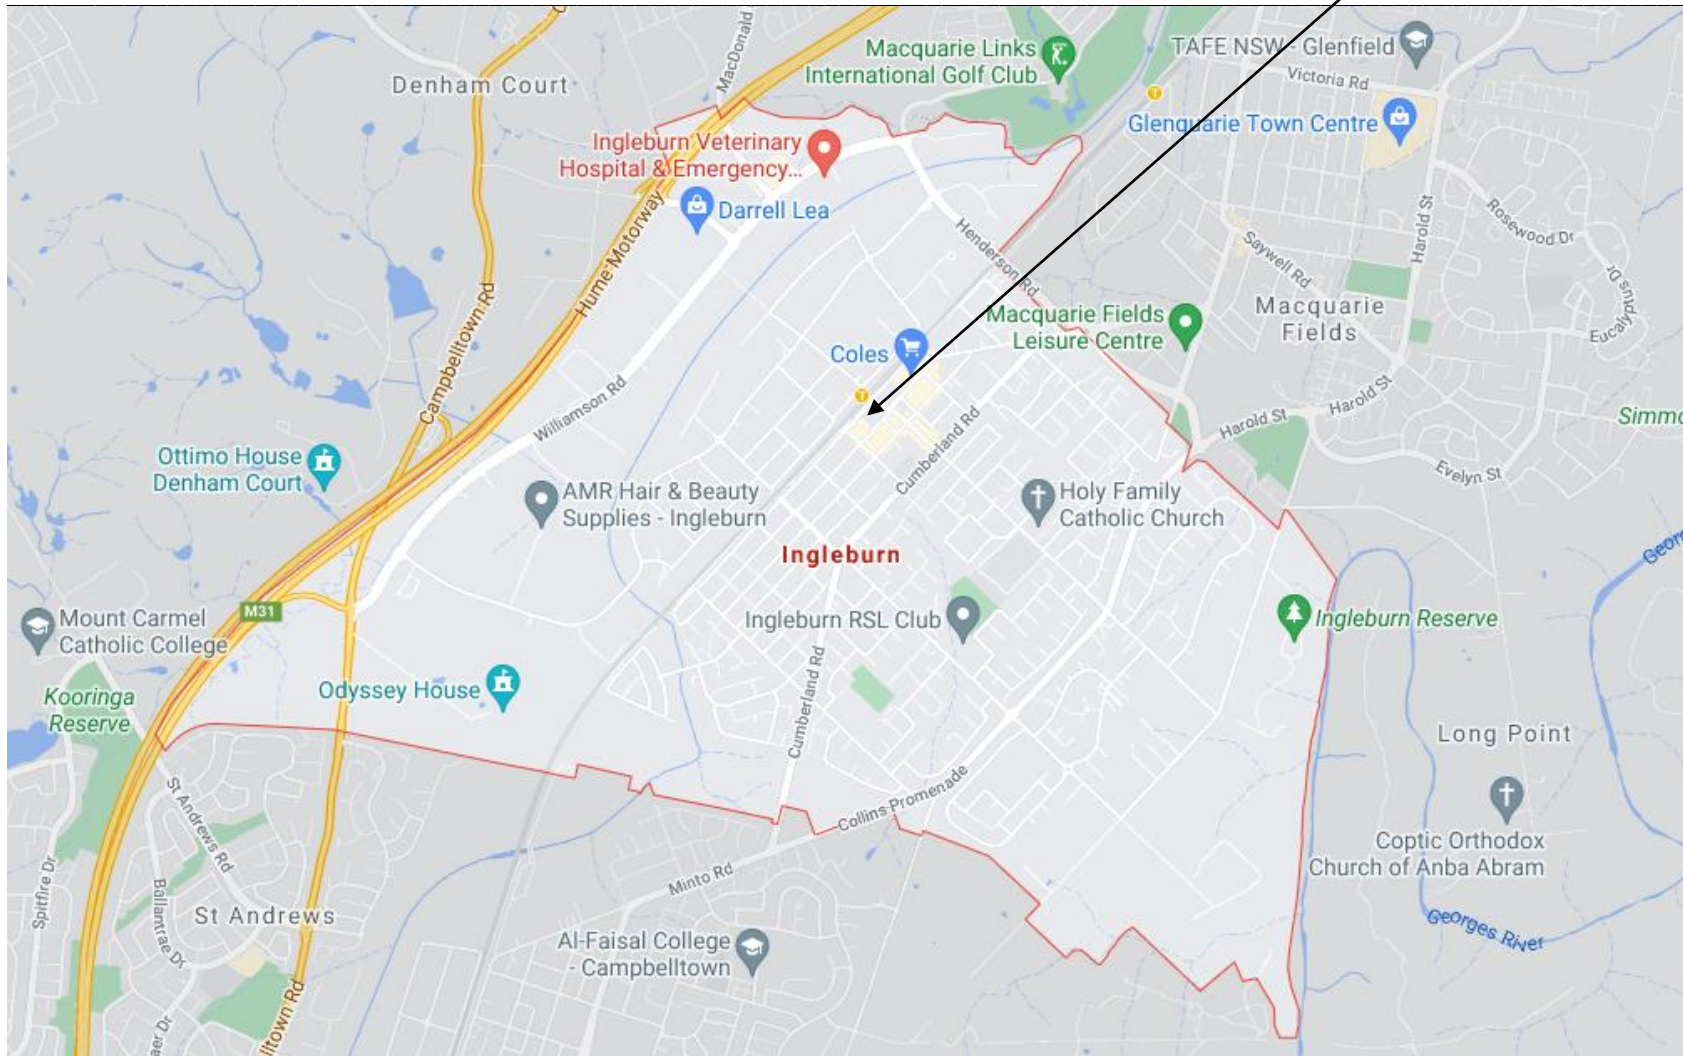 MacDonald
Macquarie Links
International Golf Club
TAFE NSW - Glenfield
Victoria Rd
Denham Court
Glenquarie Town Centre
Ingleburn Veterinary
Hospital & Emergency...
Darrell Lea
Hume Motorway
Henderson Rd
Saywell Rd
Harold St
Rosewood Dr
Campbelltown Rd
Macquarie Fields
Leisure Centre
Macquarie
Fields
Coles
Williamson Rd
Harold St
Harold St
Cumberland Rd
Evelyn St
Ottimo House
Denham Court
AMR Hair & Beauty
Supplies - Ingleburn
Holy Family
Catholic Church
Ingleburn
M31
Mount Carmel
Catholic College
Ingleburn RSL Club
Ingleburn Reserve
Odyssey House
Kooringa
Reserve
Cumberland Rd
Long Point
Collins Promenade
St Andrews Rd
Minto Rd
Coptic Orthodox
Church of Anba Abram
Spitfire Dr
Ballantrae Dr
St Andrews
Georges River
Al-Faisal College
- Campbelltown